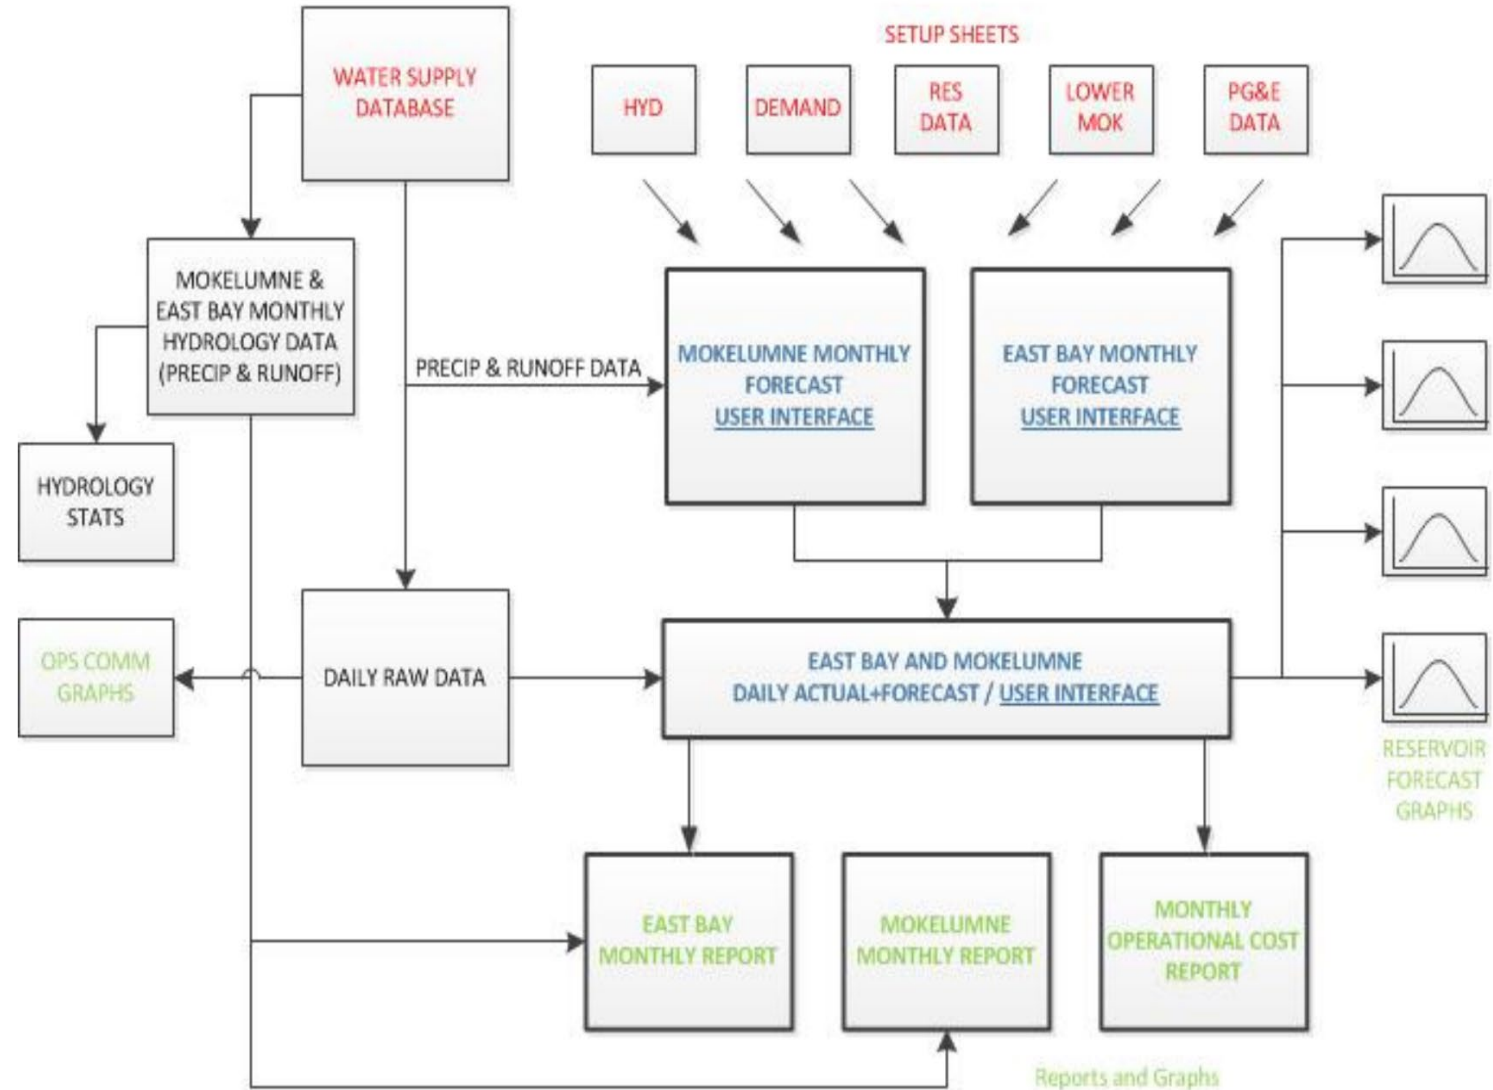 SETUP SHEETS
WATER SUPPLY
DATABASE
HYD
DEMAND
RES
DATA
LOWER
MOK
PG&E
DATA
MOKELUMNE &
EAST BAY MONTHLY
HYDROLOGY DATA
(PRECIP & RUNOFF)
PRECIP & RUNOFF DATA
MOKELUMNE MONTHLY
FORECAST
USER INTERFACE
EAST BAY MONTHLY
FORECAST
USER INTERFACE
HYDROLOGY
STATS
OPS COMM
GRAPHS
DAILY RAW DATA
EAST BAY AND MOKELUMNE
DAILY ACTUAL+FORECAST / USER INTERFACE
RESERVOIR
FORECAST
GRAPHS
EAST BAY
MONTHLY REPORT
MOKELUMNE
MONTHLY REPORT
MONTHLY
OPERATIONAL COST
REPORT
Reports and Graphs